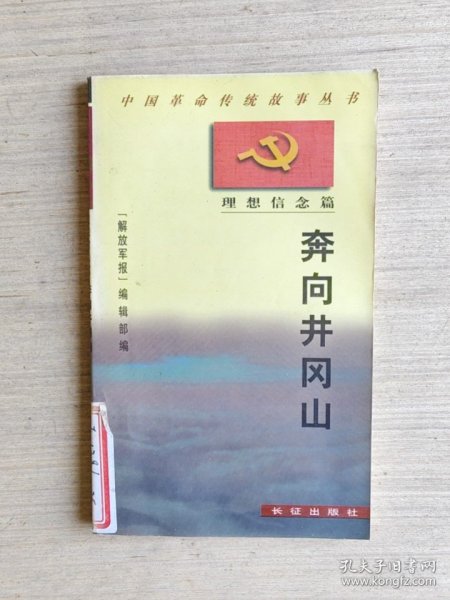 中国革命传统故事丛书
理想信念篇
奔向井冈山
「解放军报」编辑部编
长征出版社
孔夫子旧书网
www.kongfz.com